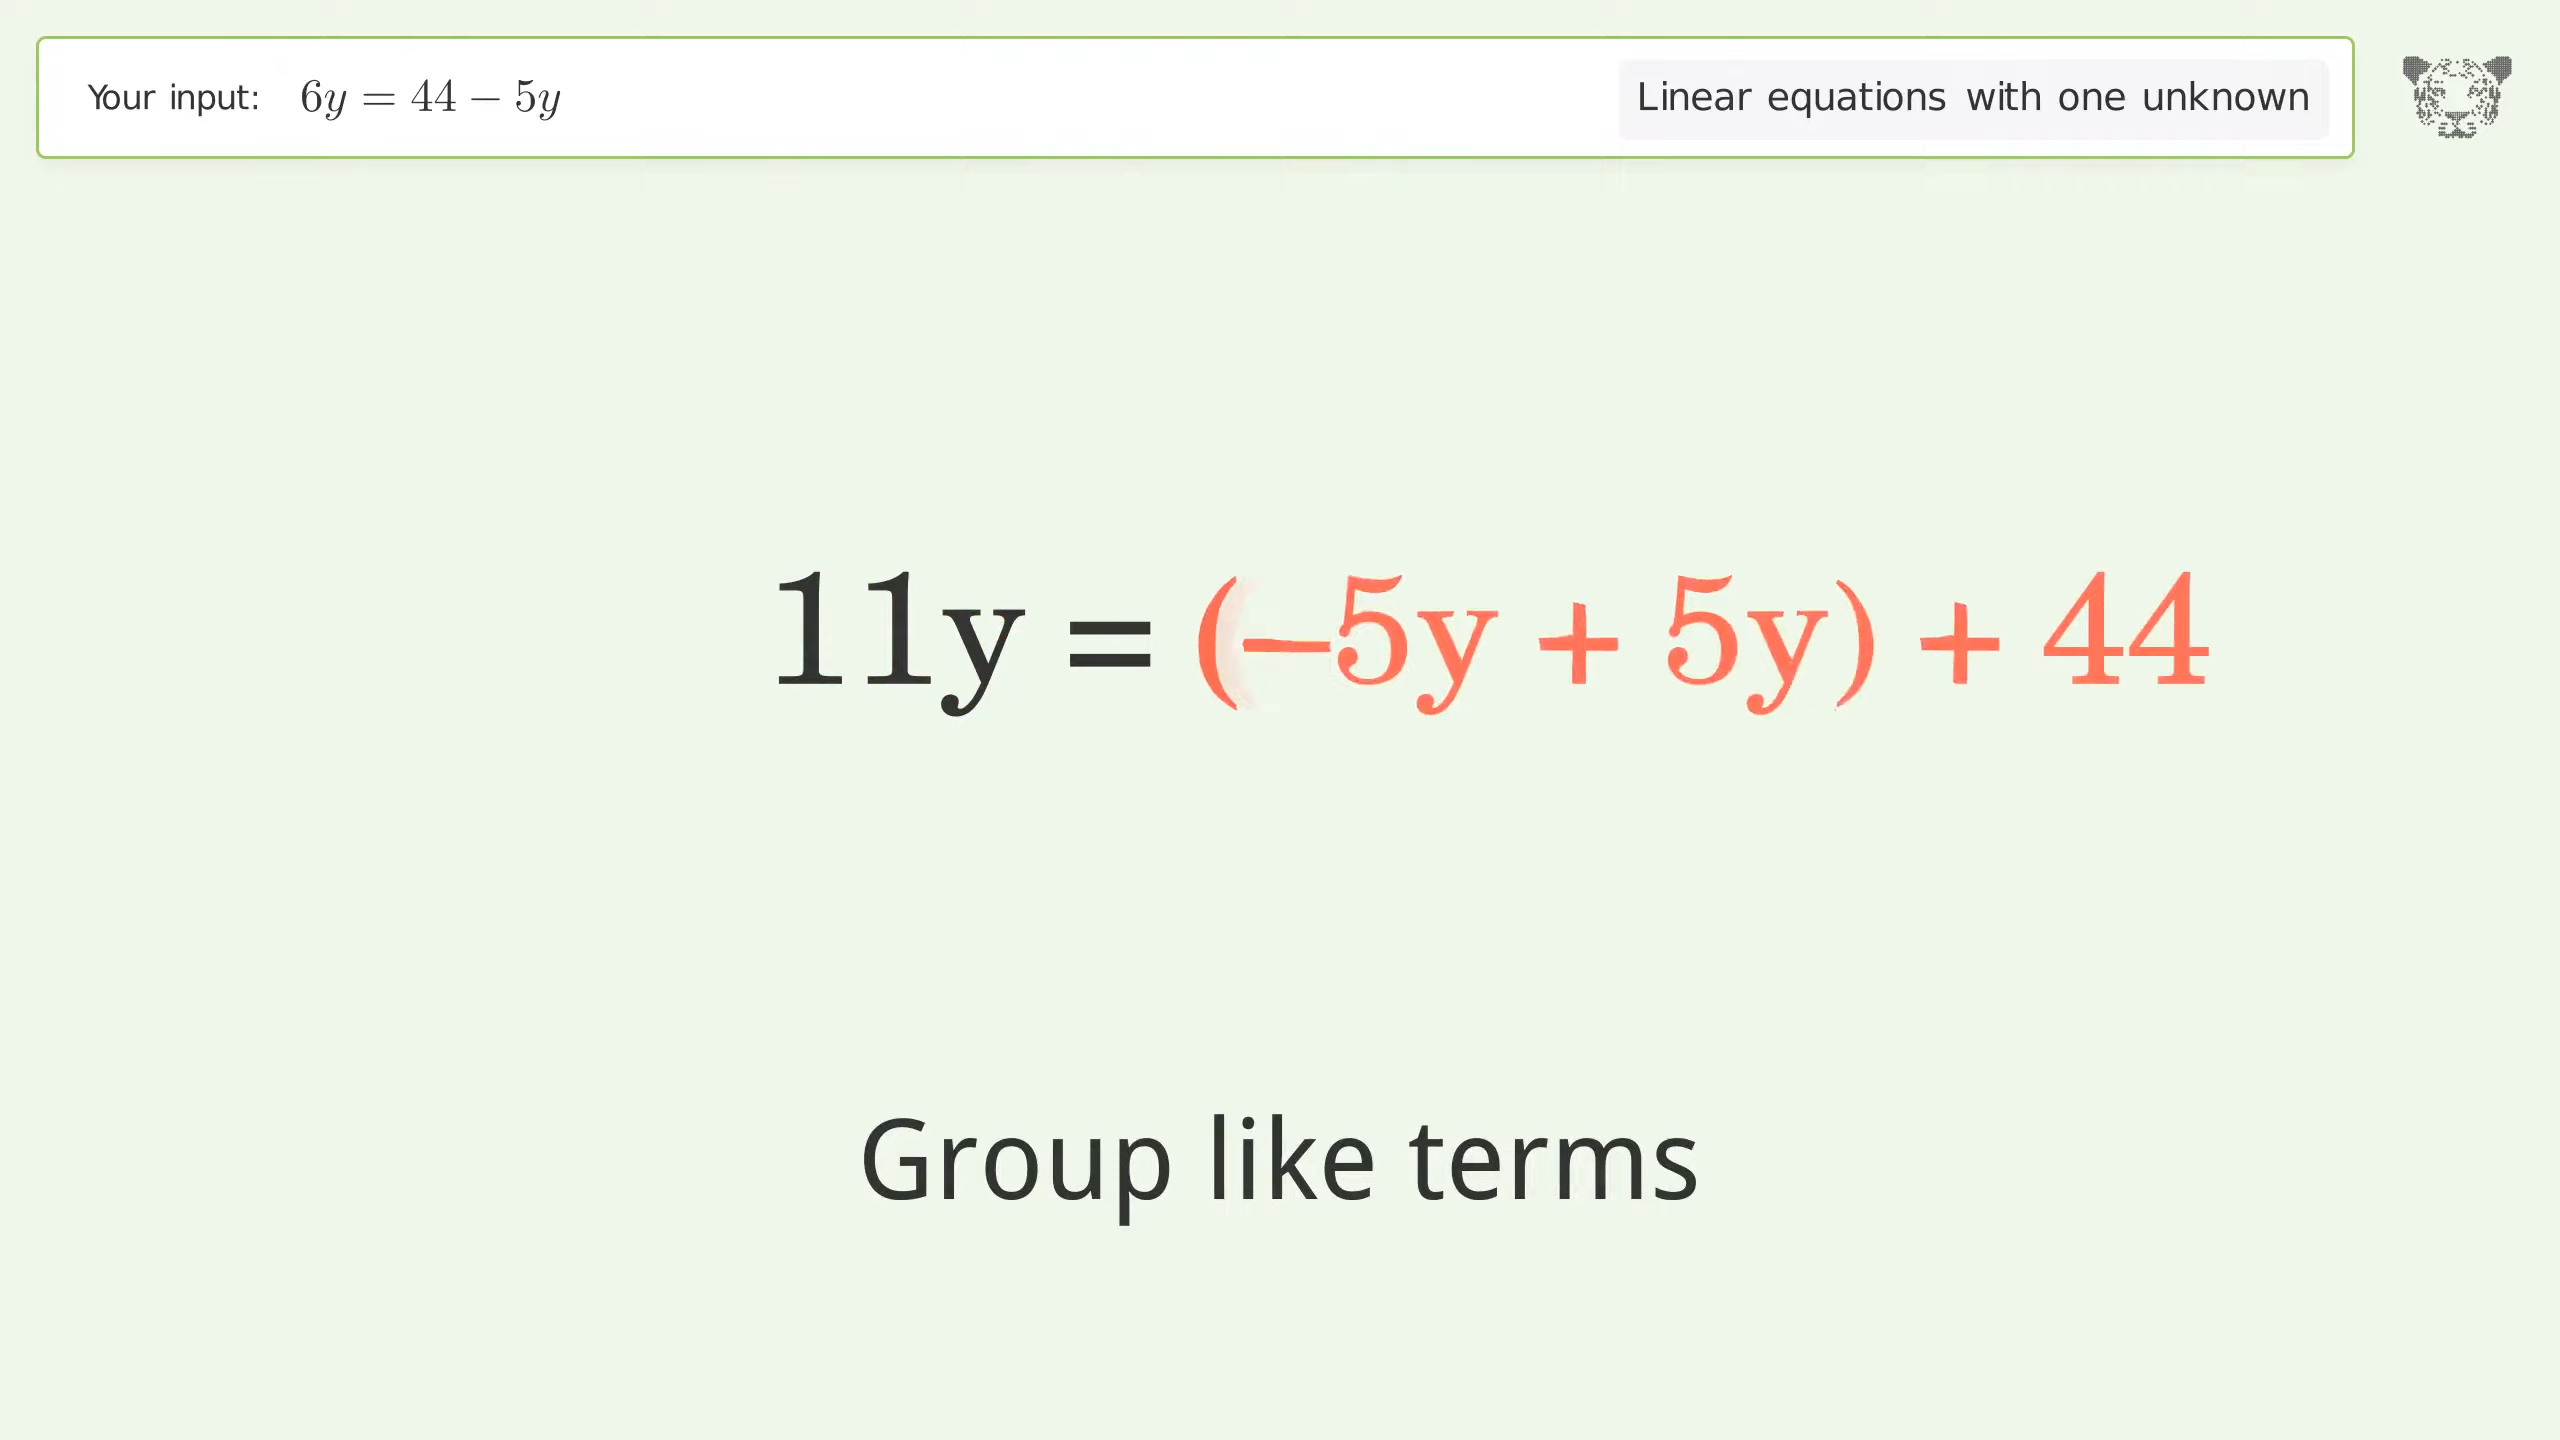 Your input: 6y = 44 − 5y
Linear equations with one unknown
11y = (−5y + 5y) + 44
Group like terms